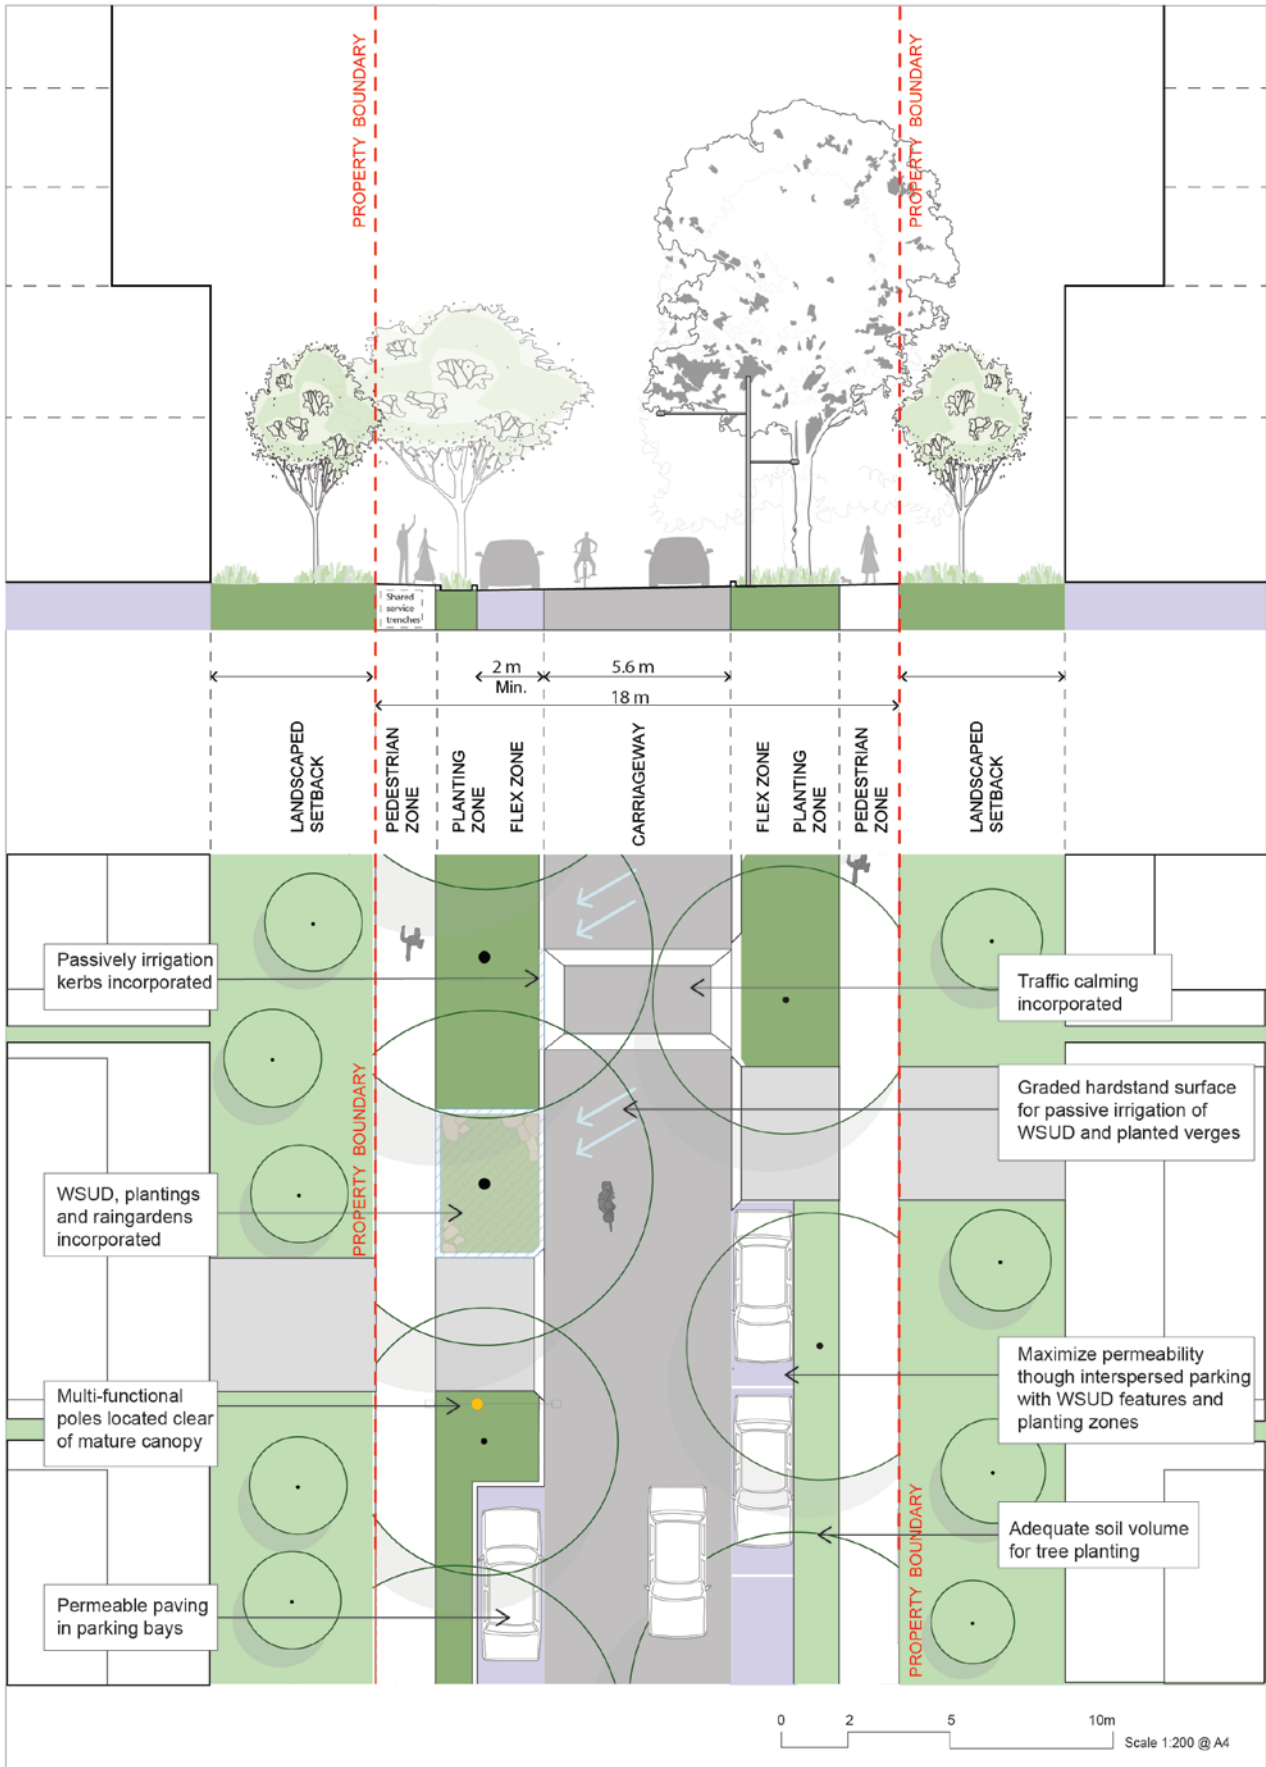 PROPERTY BOUNDARY
PROPERTY BOUNDARY
Shared
service
trenches
2 m
Min.
5.6 m
18 m
LANDSCAPED
SETBACK
PEDESTRIAN
ZONE
PLANTING
ZONE
FLEX ZONE
CARRIAGEWAY
FLEX ZONE
PLANTING
ZONE
PEDESTRIAN
ZONE
LANDSCAPED
SETBACK
Passively irrigation
kerbs incorporated
Traffic calming
incorporated
PROPERTY BOUNDARY
Graded hardstand surface
for passive irrigation of
WSUD and planted verges
WSUD, plantings
and raingardens
incorporated
Maximize permeability
though interspersed parking
with WSUD features and
planting zones
Multi-functional
poles located clear
of mature canopy
PROPERTY BOUNDARY
Adequate soil volume
for tree planting
Permeable paving
in parking bays
0 2 5 10m
Scale 1:200 @ A4